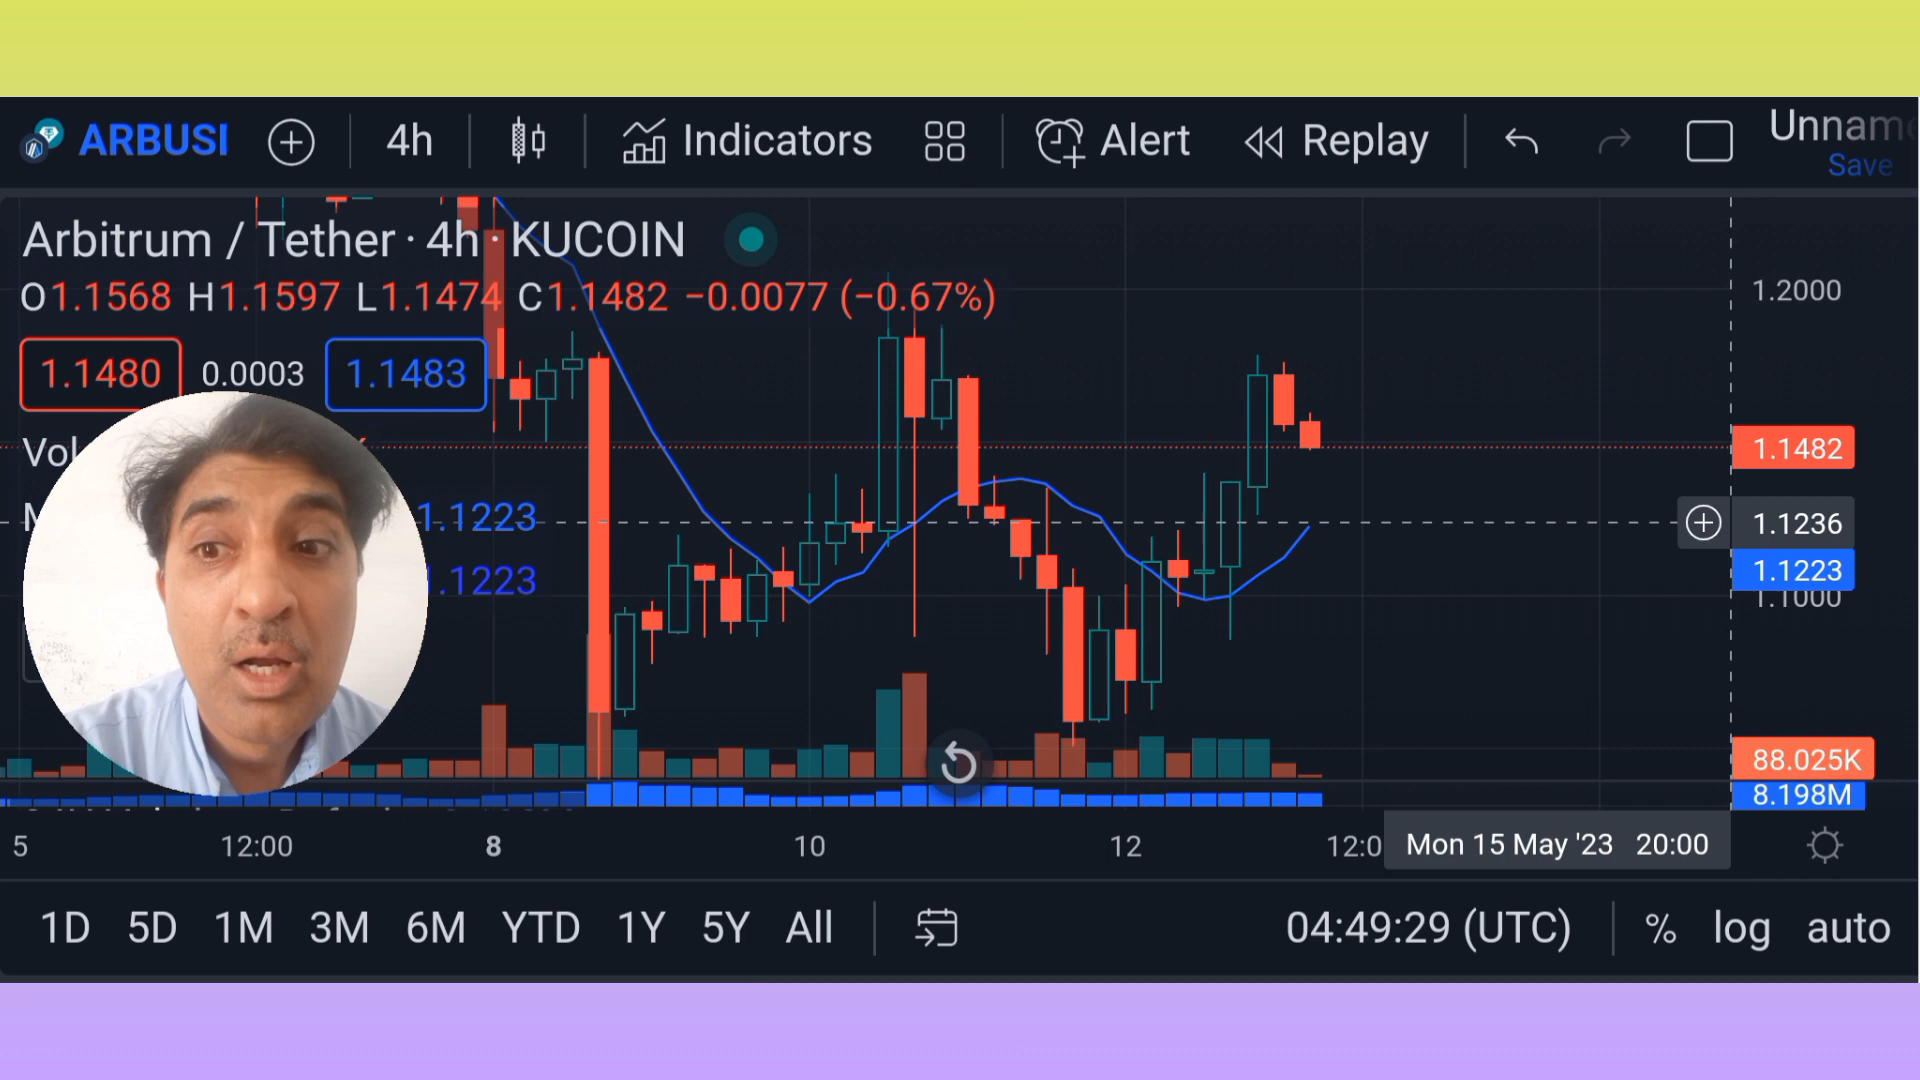 ARBUSI 4h Indicators Alert Replay Unnam
Save
Arbitrum / Tether · 4h · KUCOIN
O1.1568 H1.1597 L1.1474 C1.1482 −0.0077 (−0.67%)
1.1480 0.0003 1.1483
Vol
M 1.1223
1.1223
1.2000
1.1482
1.1236
1.1223
1.1000
88.025K
8.198M
5 12:00 8 10 12 12:0 Mon 15 May '23 20:00
1D 5D 1M 3M 6M YTD 1Y 5Y All 04:49:29 (UTC) % log auto